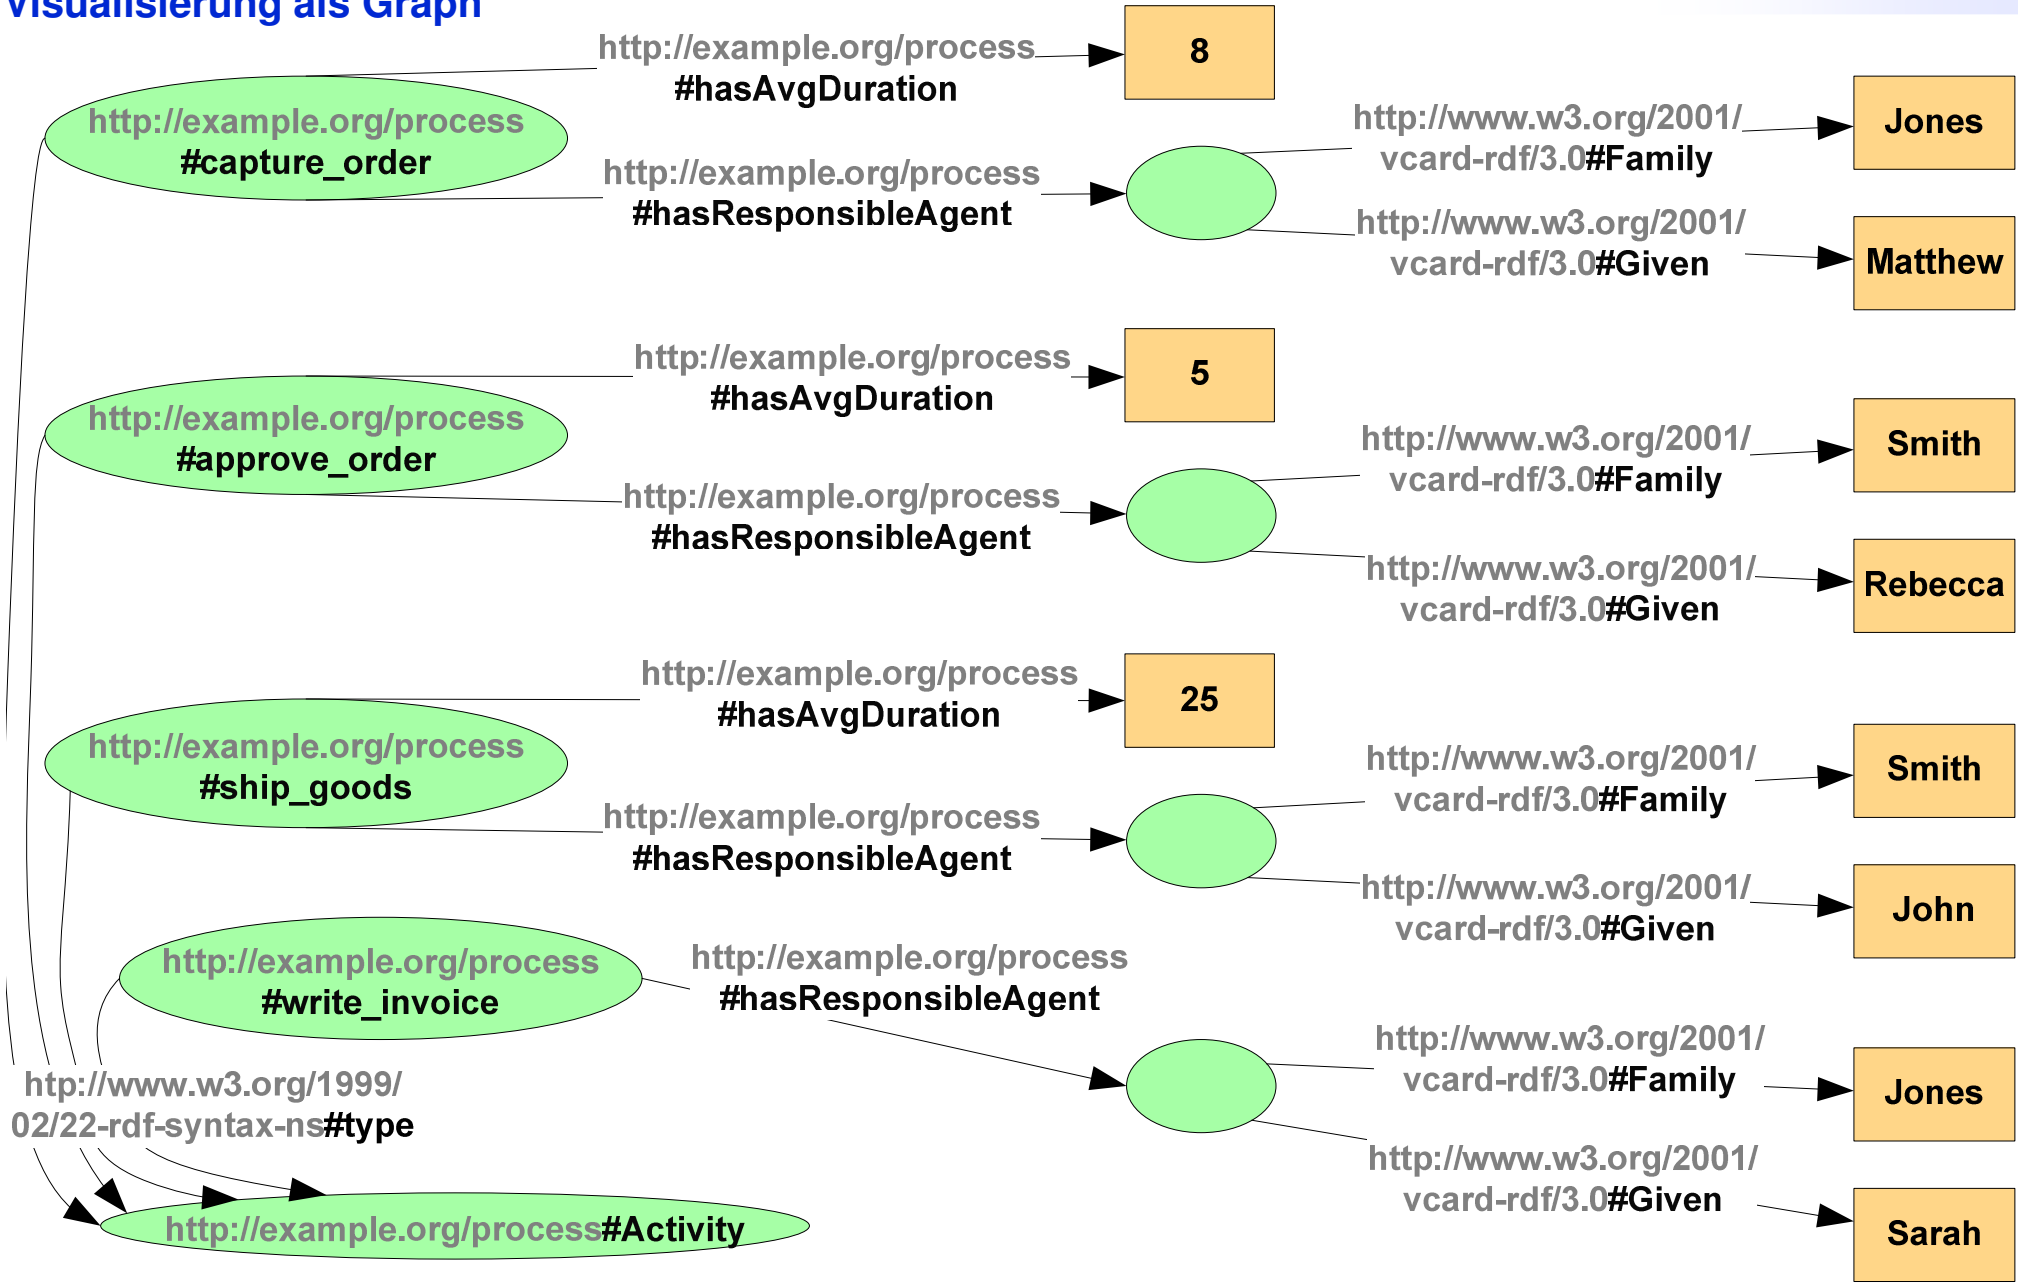 Visualisierung als Graph
http://example.org/process
#hasAvgDuration
8
http://example.org/process
#capture_order
http://www.w3.org/2001/
vcard-rdf/3.0#Family
Jones
http://example.org/process
#hasResponsibleAgent
http://www.w3.org/2001/
vcard-rdf/3.0#Given
Matthew
http://example.org/process
#hasAvgDuration
5
http://example.org/process
#approve_order
http://www.w3.org/2001/
vcard-rdf/3.0#Family
Smith
http://example.org/process
#hasResponsibleAgent
http://www.w3.org/2001/
vcard-rdf/3.0#Given
Rebecca
http://example.org/process
#hasAvgDuration
25
http://example.org/process
#ship_goods
http://www.w3.org/2001/
vcard-rdf/3.0#Family
Smith
http://example.org/process
#hasResponsibleAgent
http://www.w3.org/2001/
vcard-rdf/3.0#Given
John
http://example.org/process
#write_invoice
http://example.org/process
#hasResponsibleAgent
http://www.w3.org/2001/
vcard-rdf/3.0#Family
Jones
htp://www.w3.org/1999/
02/22-rdf-syntax-ns#type
http://www.w3.org/2001/
vcard-rdf/3.0#Given
Sarah
http://example.org/process#Activity